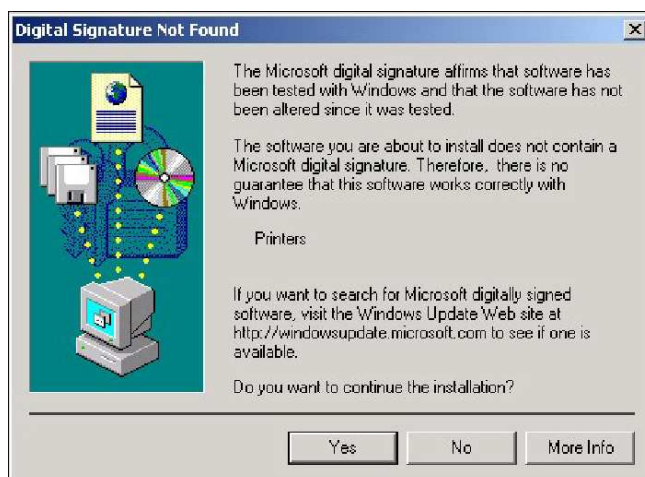 Digital Signature Not Found
The Microsoft digital signature affirms that software has
been tested with Windows and that the software has not
been altered since it was tested.
The software you are about to install does not contain a
Microsoft digital signature. Therefore, there is no
guarantee that this software works correctly with
Windows.
Printers
If you want to search for Microsoft digitally signed
software, visit the Windows Update Web site at
http://windowsupdate.microsoft.com to see if one is
available.
Do you want to continue the installation?
Yes
No
More Info